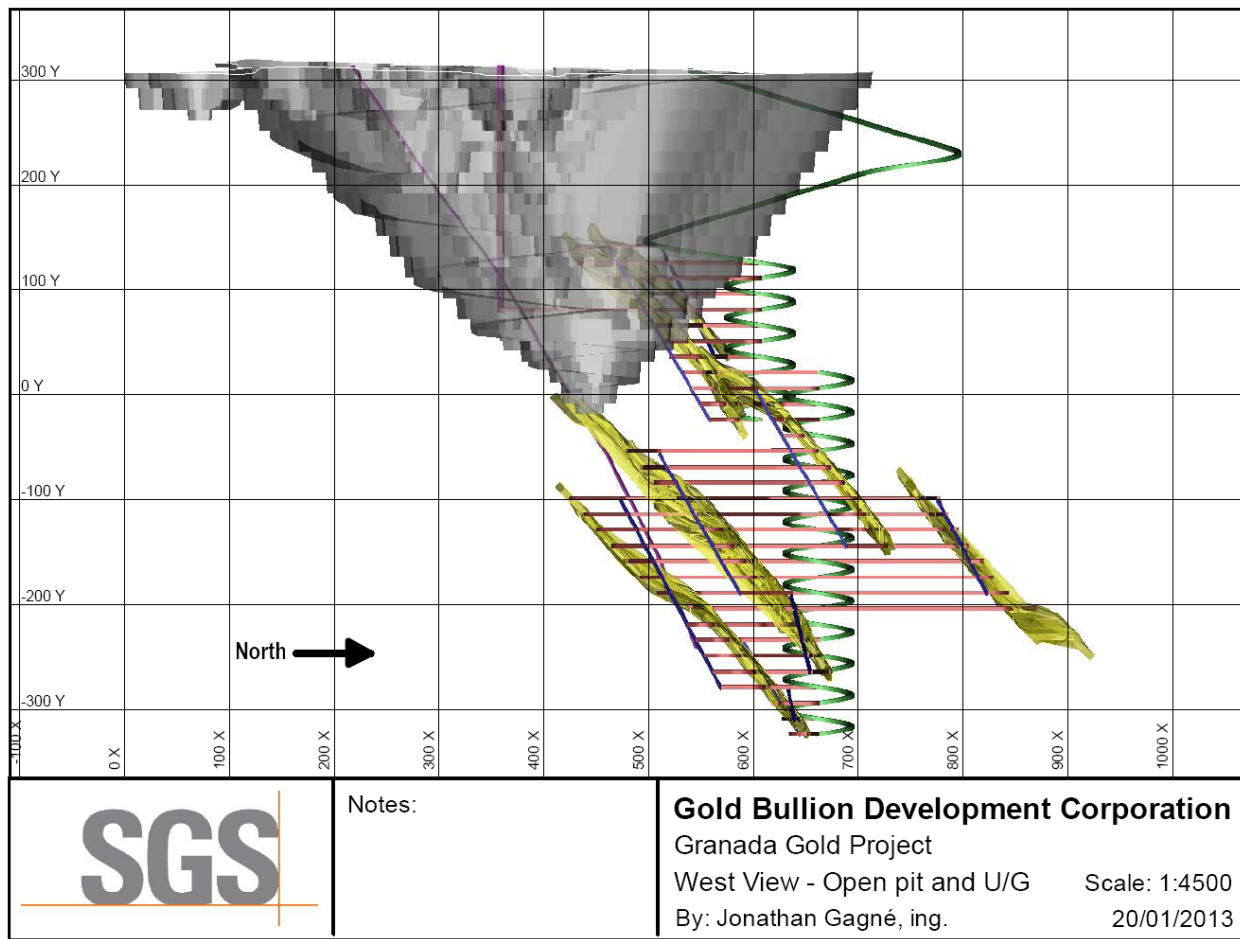 300 Y
200 Y
100 Y
0 Y
-100 Y
-200 Y
North
-300 Y
-100 X
0 X
100 X
200 X
300 X
400 X
500 X
600 X
700 X
800 X
900 X
1000 X
SGS
Notes:
Gold Bullion Development Corporation
Granada Gold Project
West View - Open pit and U/G Scale: 1:4500
By: Jonathan Gagné, ing. 20/01/2013